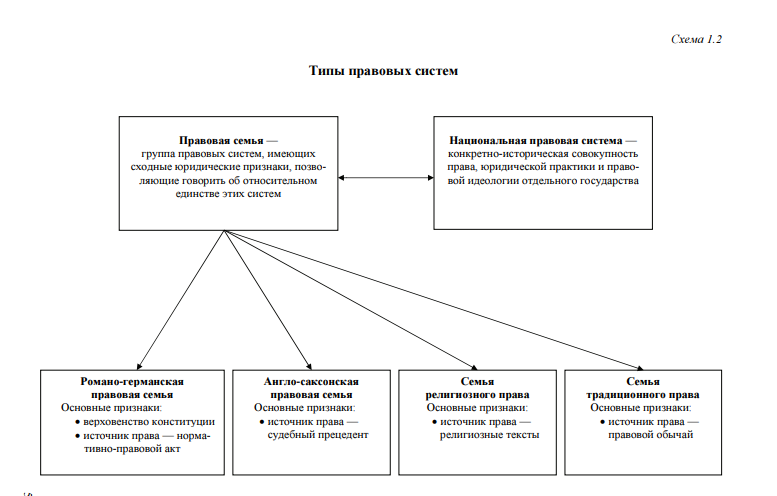 Схема 1.2
Типы правовых систем
Правовая семья —
группа правовых систем, имеющих
сходные юридические признаки, позво-
ляющие говорить об относительном
единстве этих систем
Национальная правовая система —
конкретно-историческая совокупность
права, юридической практики и право-
вой идеологии отдельного государства
Романо-германская
правовая семья
Основные признаки:
• верховенство конституции
• источник права — норма-
тивно-правовой акт
Англо-саксонская
правовая семья
Основные признаки:
• источник права —
судебный прецедент
Семья
религиозного права
Основные признаки:
• источник права —
религиозные тексты
Семья
традиционного права
Основные признаки:
• источник права —
правовой обычай